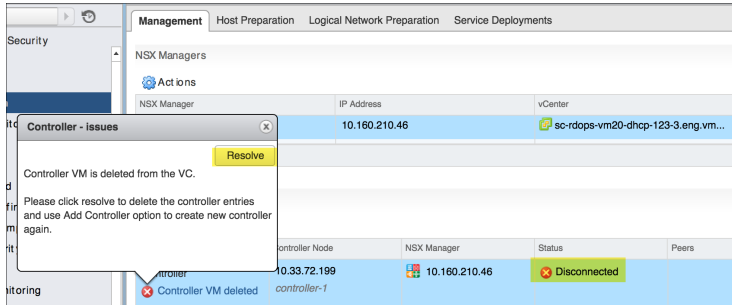 Management Host Preparation Logical Network Preparation Service Deployments
Security
NSX Managers
Actions
NSX Manager IP Address vCenter
10.160.210.46 sc-rdops-vm20-dhcp-123-3.eng.vm...
Controller - issues
Resolve
Controller VM is deleted from the VC.
Please click resolve to delete the controller entries
and use Add Controller option to create new controller
again.
Controller Node NSX Manager Status Peers
10.33.72.199 10.160.210.46 Disconnected
Controller VM deleted controller-1